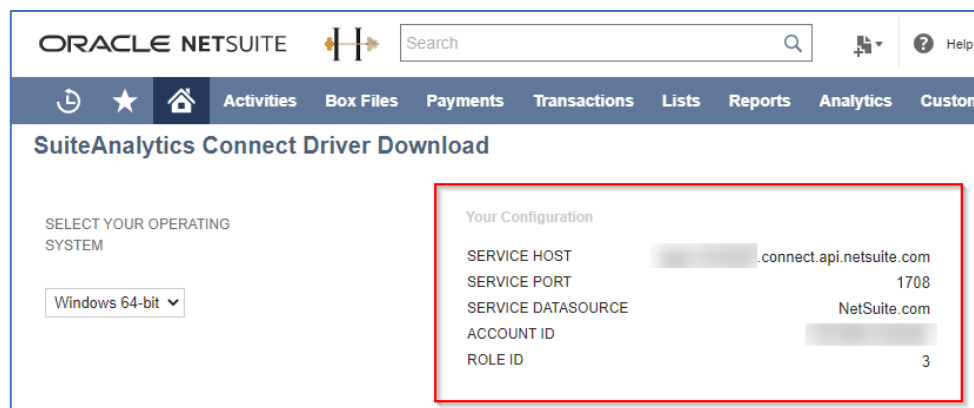 ORACLE NETSUITE
Search
Help
Activities Box Files Payments Transactions Lists Reports Analytics Custom
SuiteAnalytics Connect Driver Download
SELECT YOUR OPERATING
SYSTEM
Windows 64-bit
Your Configuration
SERVICE HOST .connect.api.netsuite.com
SERVICE PORT 1708
SERVICE DATASOURCE NetSuite.com
ACCOUNT ID
ROLE ID 3